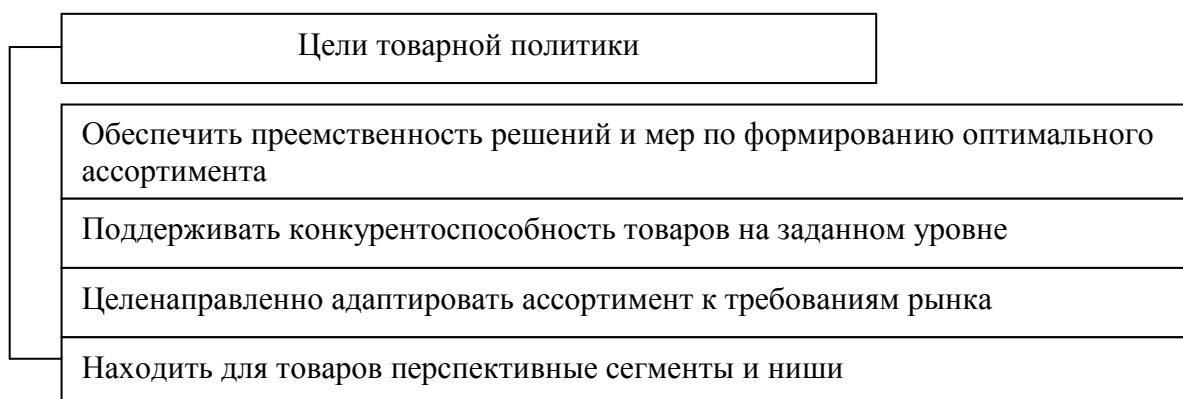 Цели товарной политики
Обеспечить преемственность решений и мер по формированию оптимального
ассортимента
Поддерживать конкурентоспособность товаров на заданном уровне
Целенаправленно адаптировать ассортимент к требованиям рынка
Находить для товаров перспективные сегменты и ниши